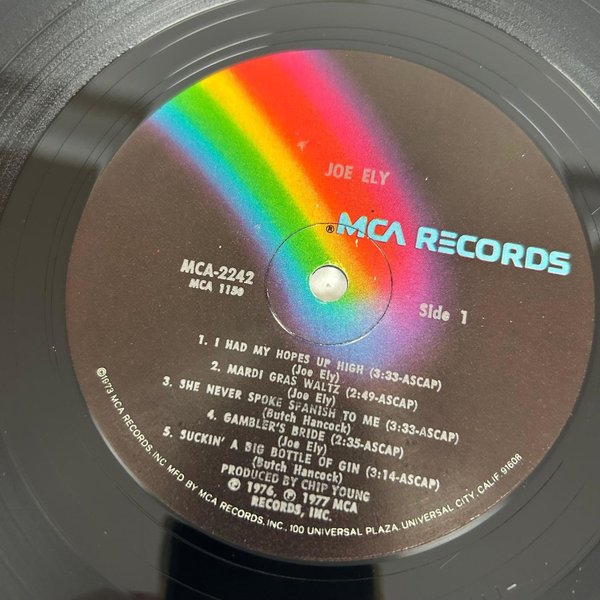 JOE ELY
® MCA RECORDS
MCA-2242
MCA 1150
Side 1
1. I HAD MY HOPES UP HIGH (3:33-ASCAP)
(Joe Ely)
2. MARDI GRAS WALTZ (2:49-ASCAP)
(Joe Ely)
3. SHE NEVER SPOKE SPANISH TO ME (3:33-ASCAP)
(Butch Hancock)
4. GAMBLER'S BRIDE (2:35-ASCAP)
(Joe Ely)
5. SUCKIN' A BIG BOTTLE OF GIN (3:14-ASCAP)
(Butch Hancock)
PRODUCED BY CHIP YOUNG
© 1976, ℗ 1977 MCA
RECORDS, INC.
©1973 MCA RECORDS, INC. MFD BY MCA RECORDS, INC., 100 UNIVERSAL PLAZA, UNIVERSAL CITY, CALIF. 91608